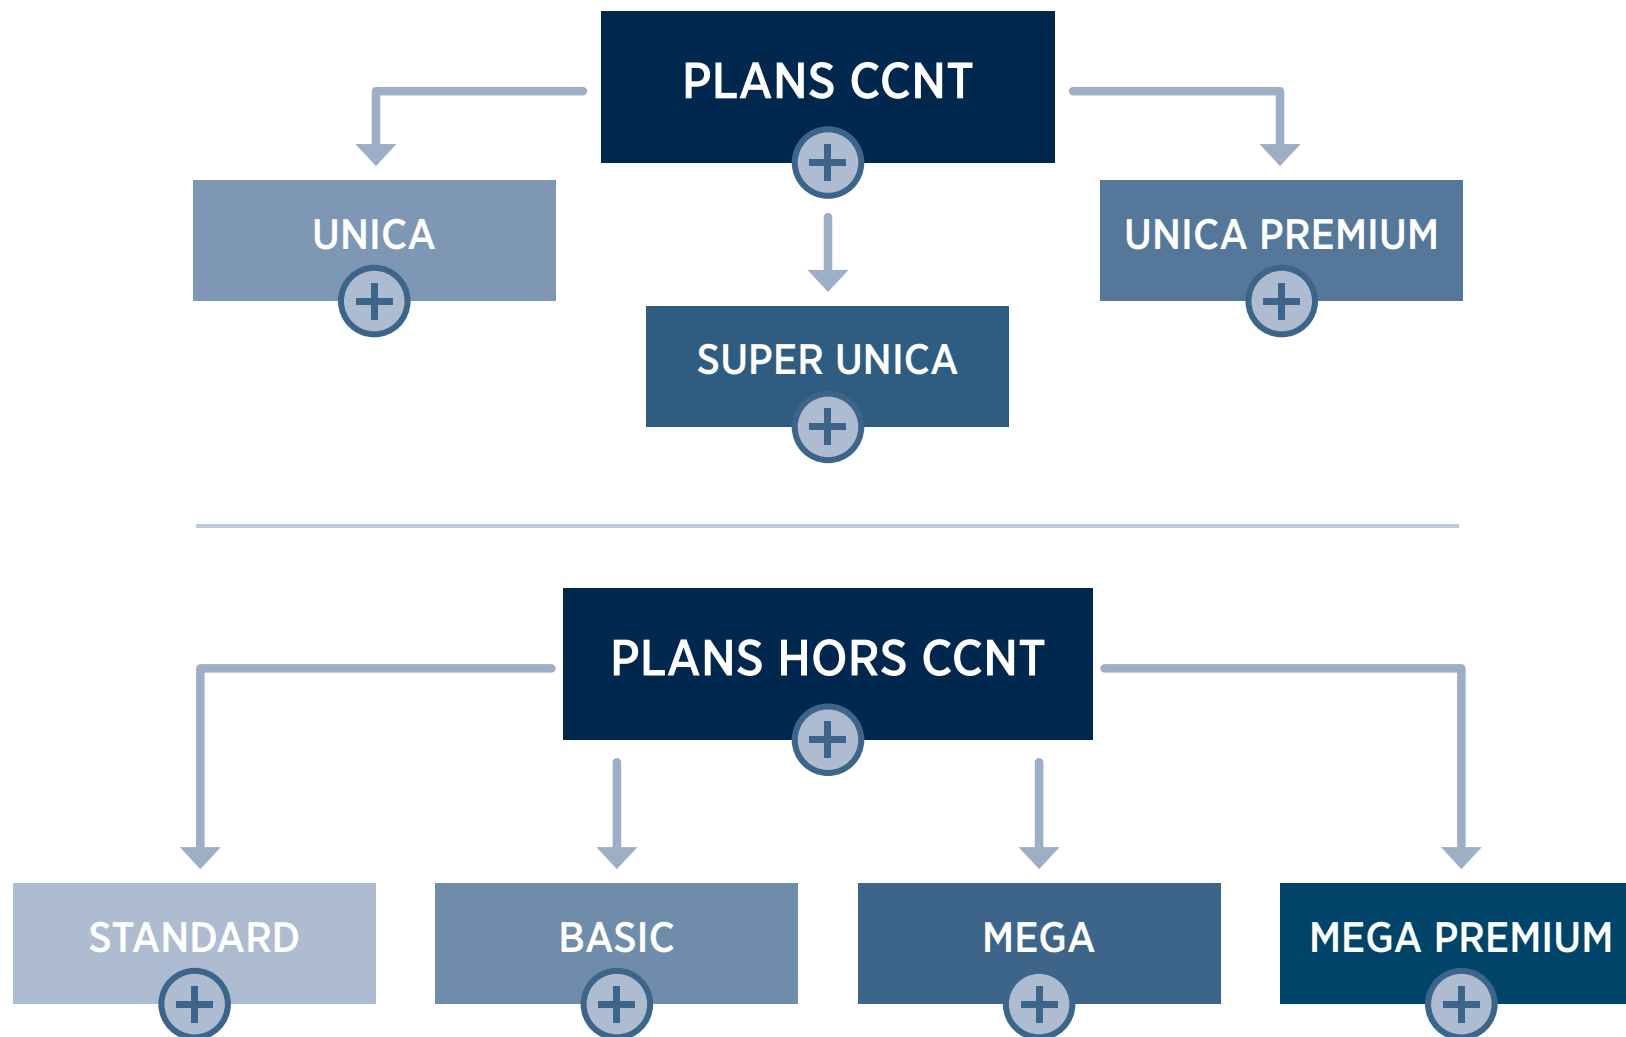 PLANS CCNT
UNICA
UNICA PREMIUM
SUPER UNICA
PLANS HORS CCNT
STANDARD
BASIC
MEGA
MEGA PREMIUM